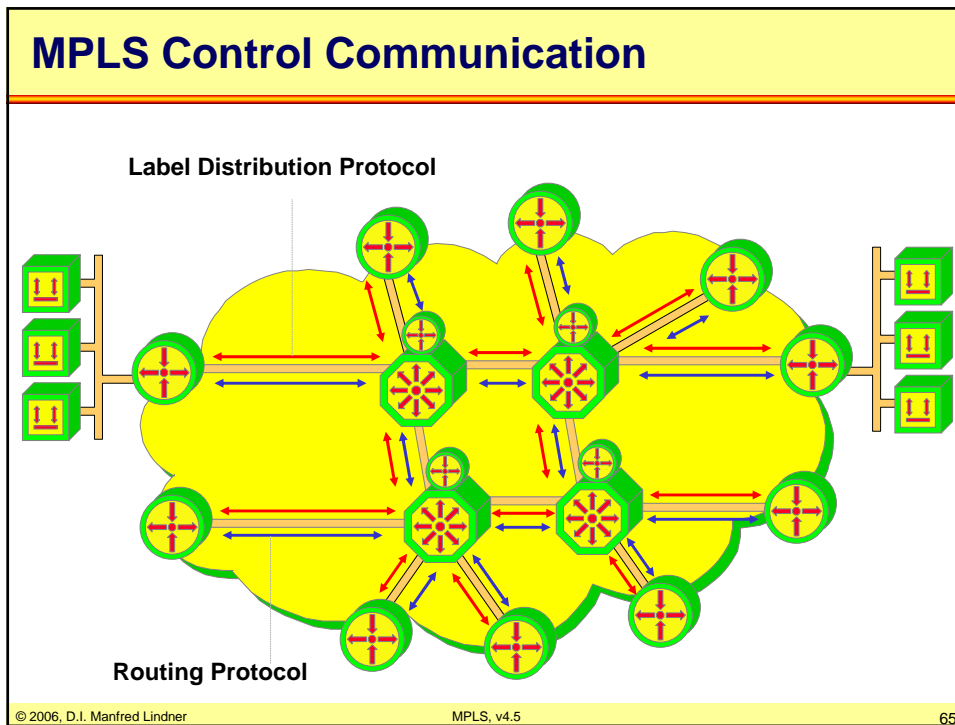 MPLS Control Communication
Label Distribution Protocol
Routing Protocol
© 2006, D.I. Manfred Lindner
MPLS, v4.5
65